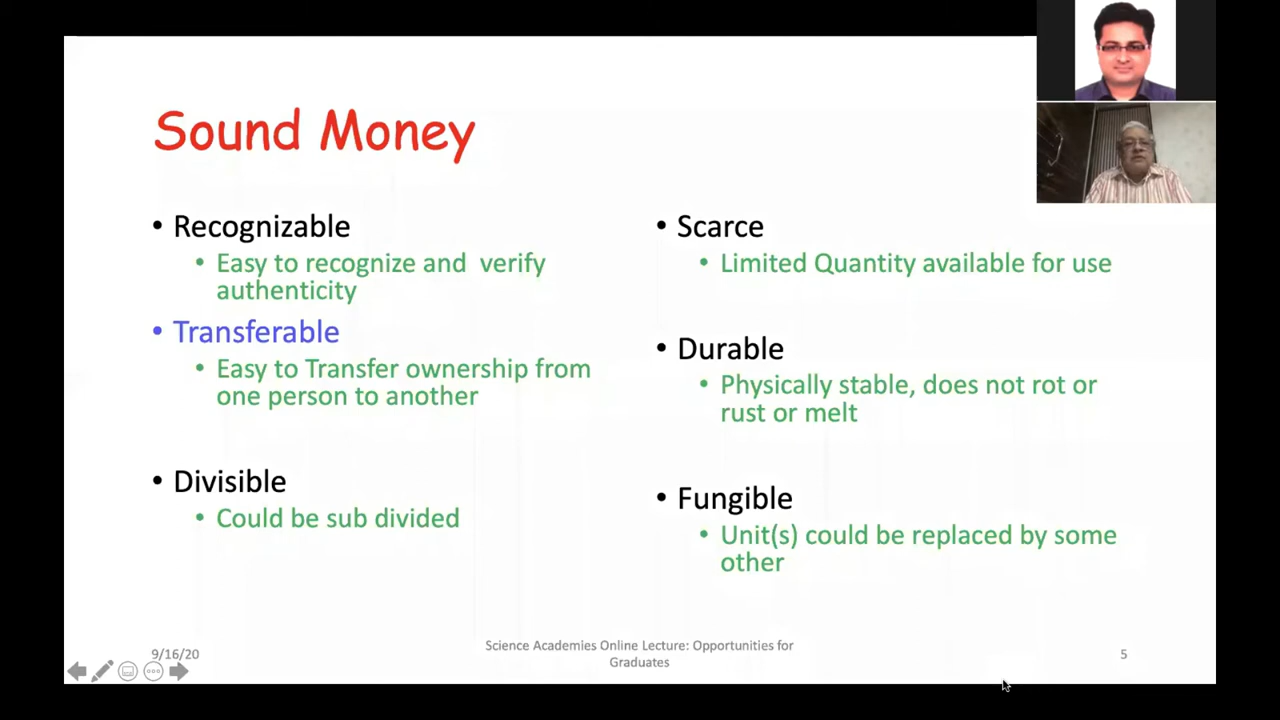 Sound Money
• Recognizable
• Easy to recognize and verify
authenticity
• Transferable
• Easy to Transfer ownership from
one person to another
• Divisible
• Could be sub divided
• Scarce
• Limited Quantity available for use
• Durable
• Physically stable, does not rot or
rust or melt
• Fungible
• Unit(s) could be replaced by some
other
9/16/20
Science Academies Online Lecture: Opportunities for
Graduates
5